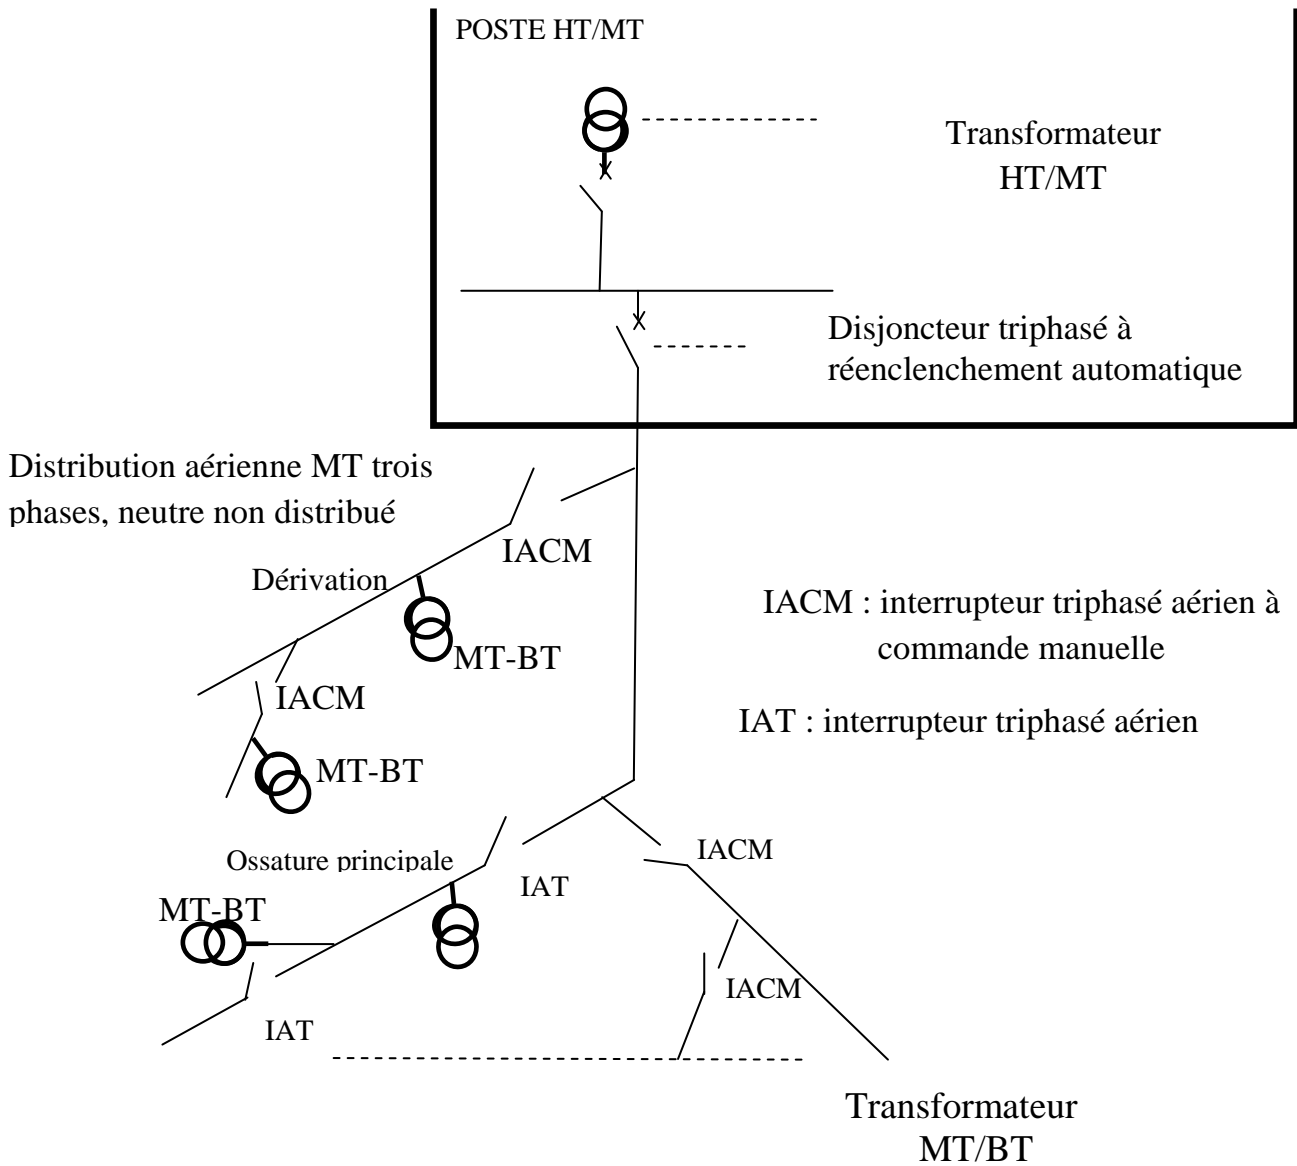 POSTE HT/MT
Transformateur
HT/MT
Disjoncteur triphasé à
réenclenchement automatique
Distribution aérienne MT trois
phases, neutre non distribué
IACM
Dérivation
MT-BT
IACM : interrupteur triphasé aérien à
commande manuelle
IACM
IAT : interrupteur triphasé aérien
MT-BT
IACM
Ossature principale
IAT
MT-BT
IACM
IAT
Transformateur
MT/BT